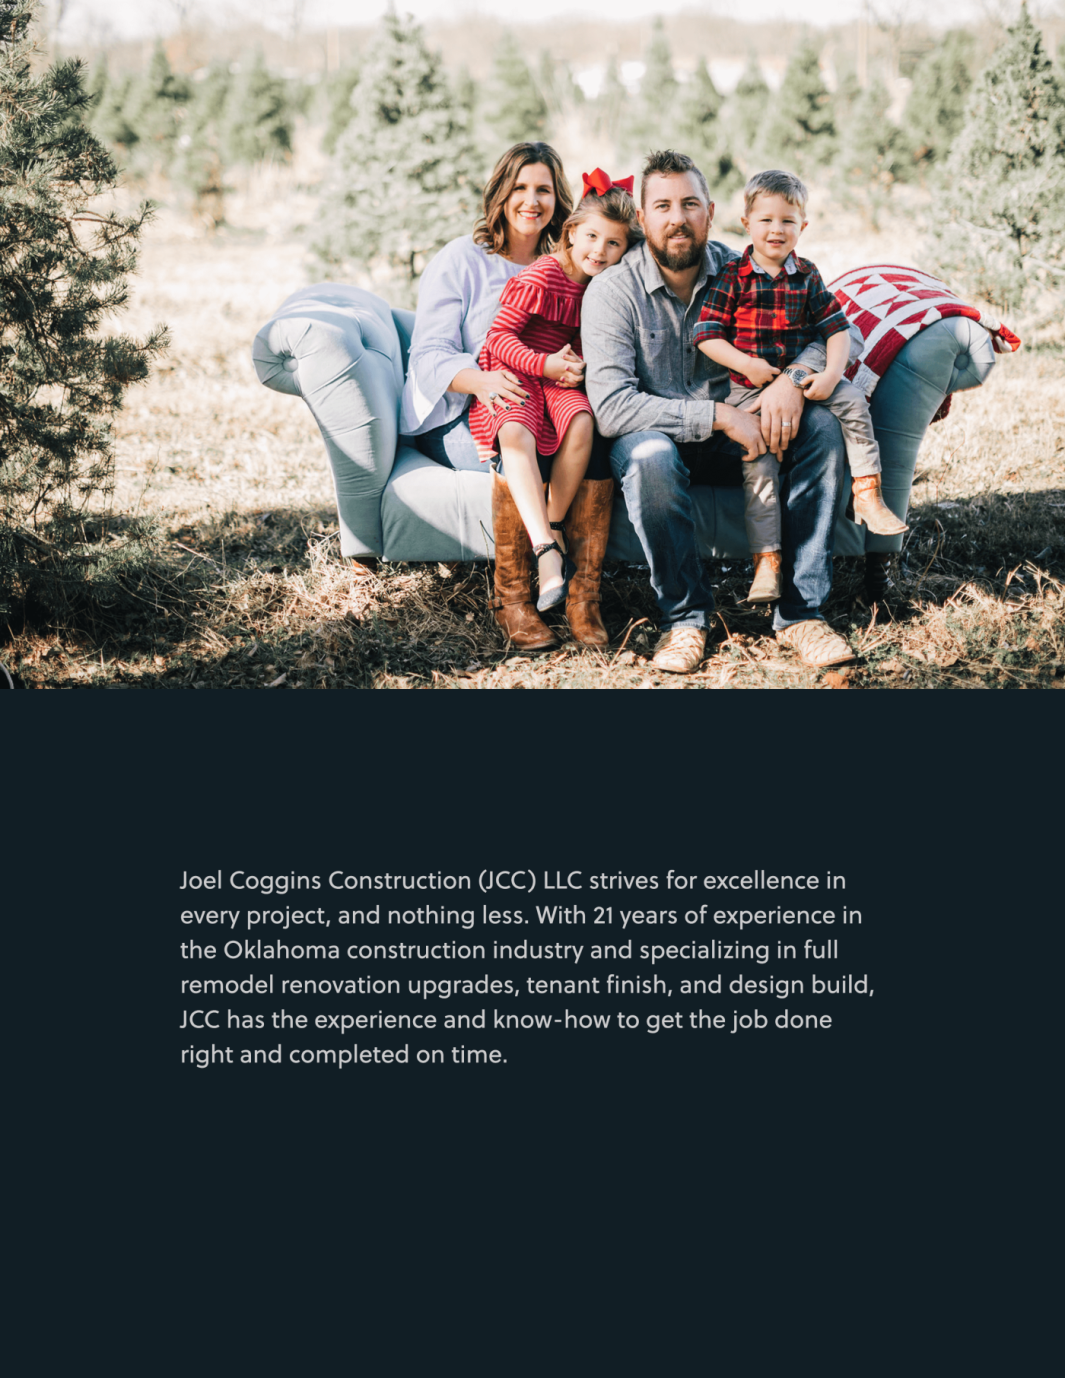 Joel Coggins Construction (JCC) LLC strives for excellence in
every project, and nothing less. With 21 years of experience in
the Oklahoma construction industry and specializing in full
remodel renovation upgrades, tenant finish, and design build,
JCC has the experience and know-how to get the job done
right and completed on time.